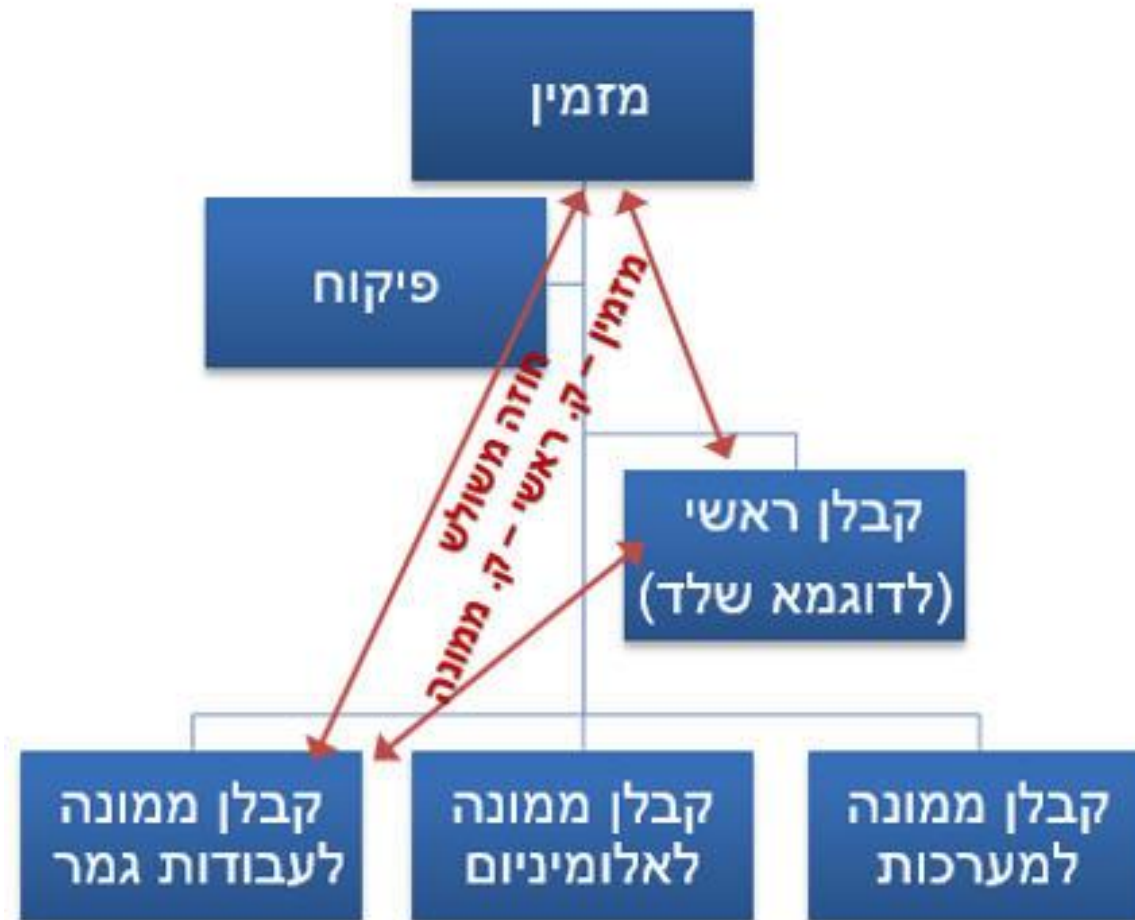 מזמין
פיקוח
חוזה משולש
מזמין – ק. ראשי – ק. ממונה
קבלן ראשי
(לדוגמא שלד)
קבלן ממונה
למערכות
קבלן ממונה
לאלומיניום
קבלן ממונה
לעבודות גמר